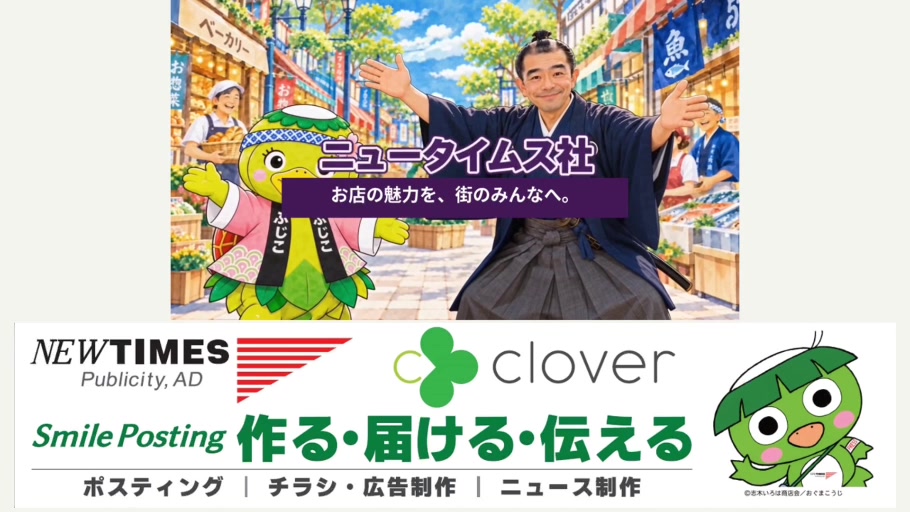 ベーカリー
お惣菜
お惣
魚
ニュータイムス社
お店の魅力を、街のみんなへ。
ふじこ
ふじこ
NEWTIMES
Publicity, AD
clover
Smile Posting 作る・届ける・伝える
ポスティング | チラシ・広告制作 | ニュース制作
NEWTIMES
©志木いろは商店会/おぐまこうじ